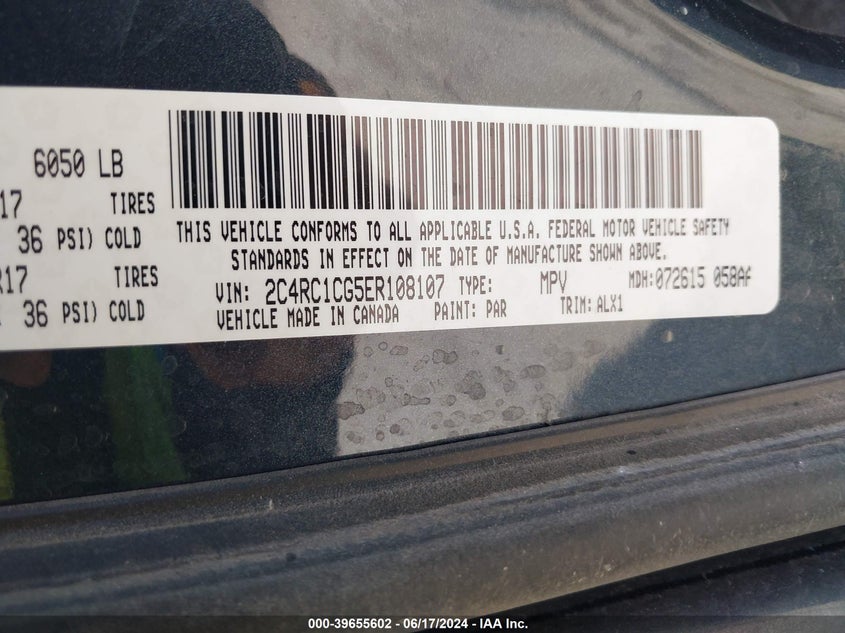 6050 LB
17 TIRES
36 PSI) COLD
R17 TIRES
36 PSI) COLD
THIS VEHICLE CONFORMS TO ALL APPLICABLE U.S.A. FEDERAL MOTOR VEHICLE SAFETY
STANDARDS IN EFFECT ON THE DATE OF MANUFACTURE SHOWN ABOVE.
VIN: 2C4RC1CG5ER108107 TYPE: MPV MDH:072615 058AA
VEHICLE MADE IN CANADA PAINT: PAR TRIM: ALX1
000-39655602 - 06/17/2024 - IAA Inc.